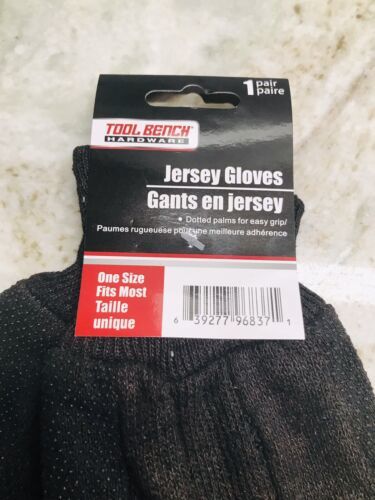 1 pair
paire
TOOL BENCH
HARDWARE
Jersey Gloves
Gants en jersey
• Dotted palms for easy grip/
Paumes rugueuse pour une meilleure adhérence
One Size
Fits Most
Taille
unique
6 39277 96837 1